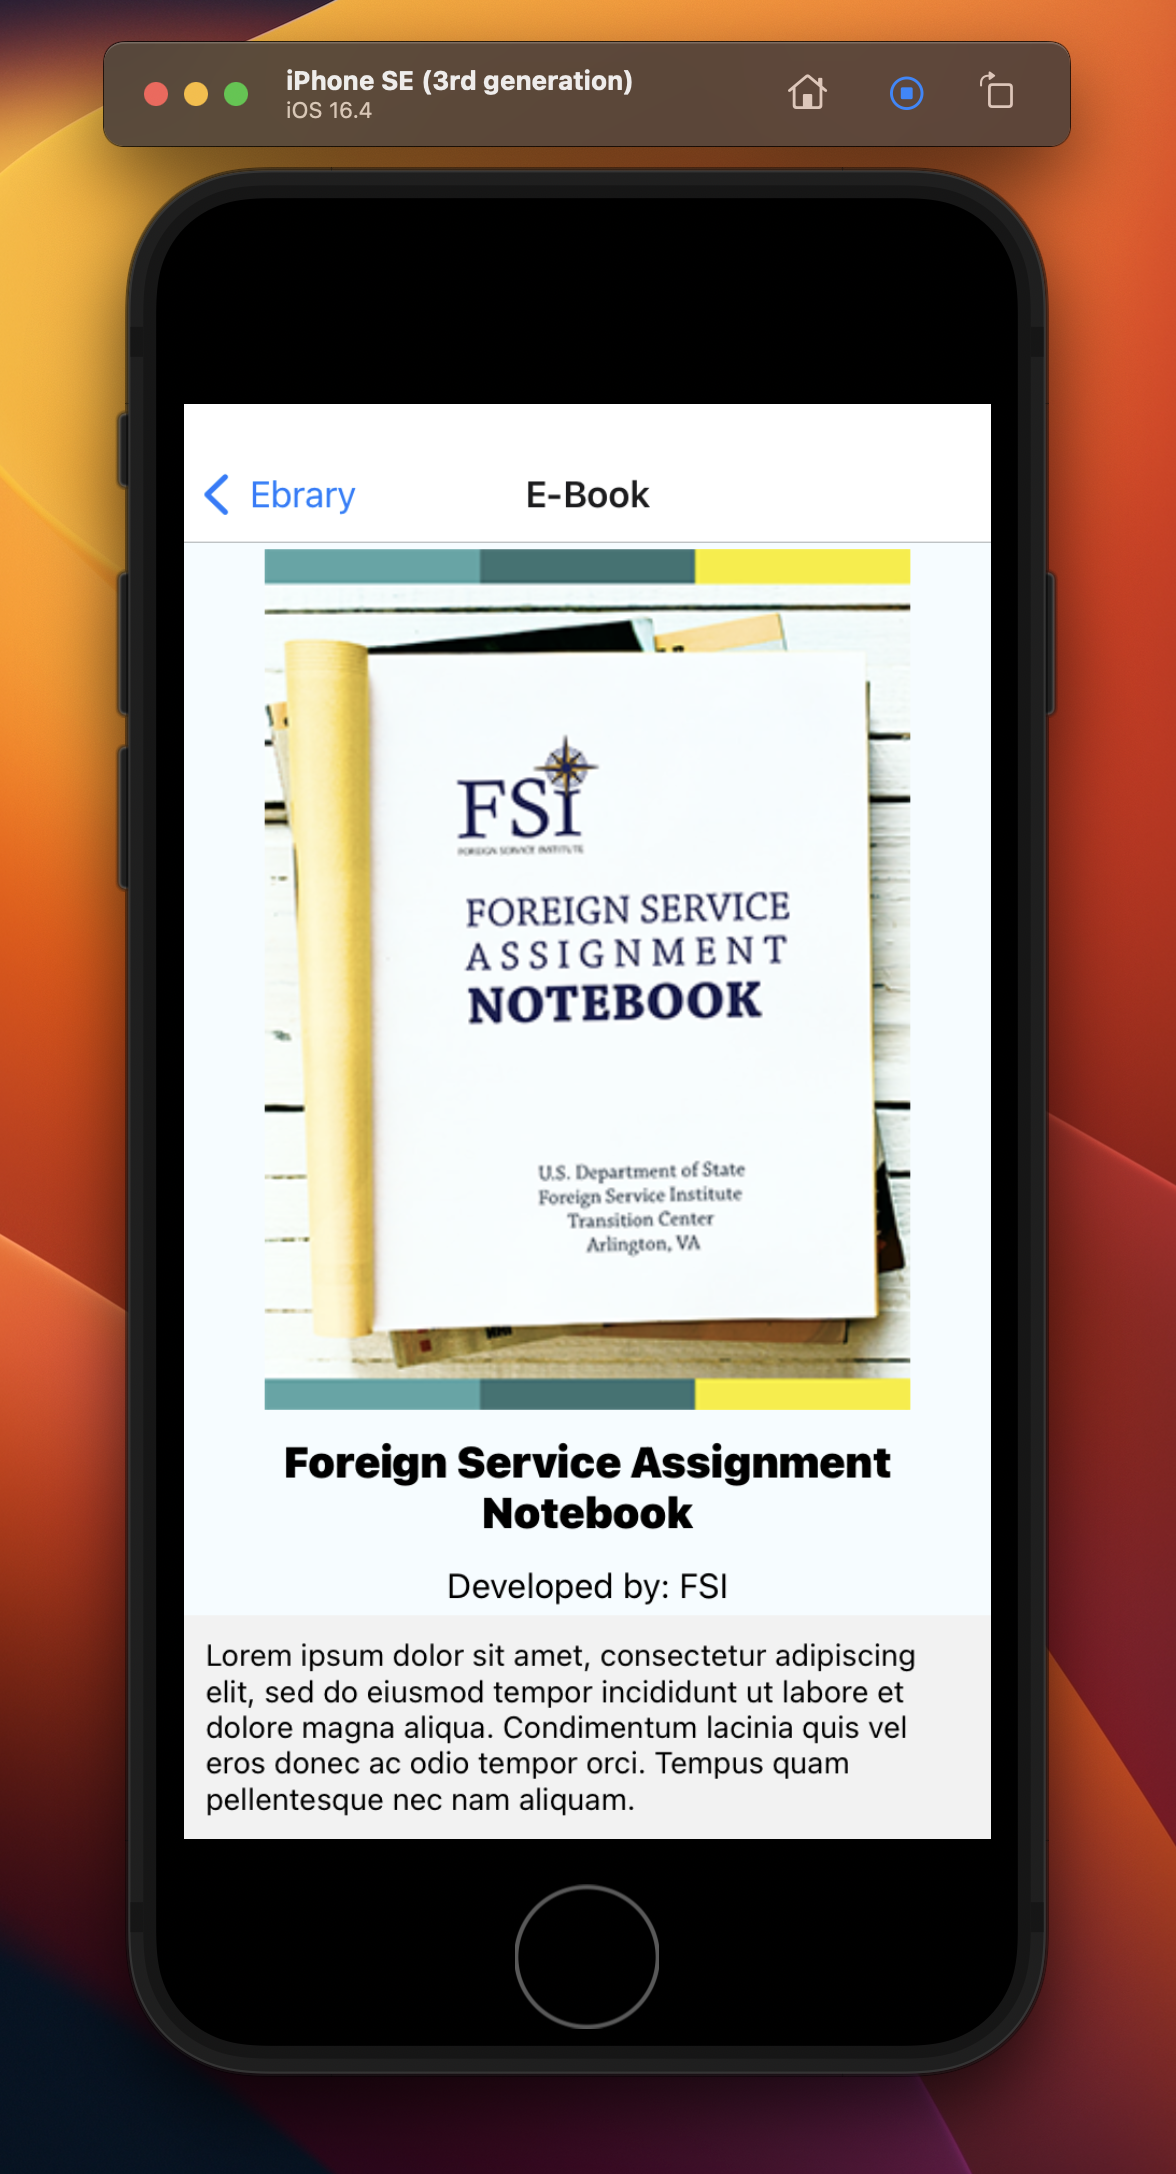 iPhone SE (3rd generation)
iOS 16.4
Ebrary
E-Book
FSI
FOREIGN SERVICE INSTITUTE
FOREIGN SERVICE
ASSIGNMENT
NOTEBOOK
U.S. Department of State
Foreign Service Institute
Transition Center
Arlington, VA
Foreign Service Assignment
Notebook
Developed by: FSI
Lorem ipsum dolor sit amet, consectetur adipiscing
elit, sed do eiusmod tempor incididunt ut labore et
dolore magna aliqua. Condimentum lacinia quis vel
eros donec ac odio tempor orci. Tempus quam
pellentesque nec nam aliquam.